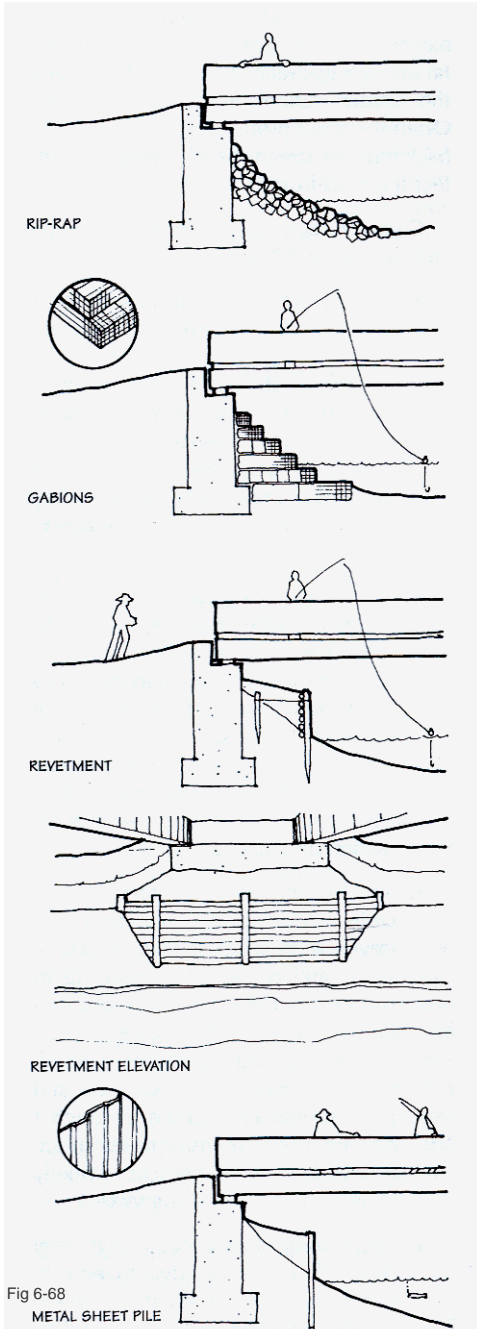 RIP-RAP
GABIONS
REVETMENT
REVETMENT ELEVATION
Fig 6-68
METAL SHEET PILE